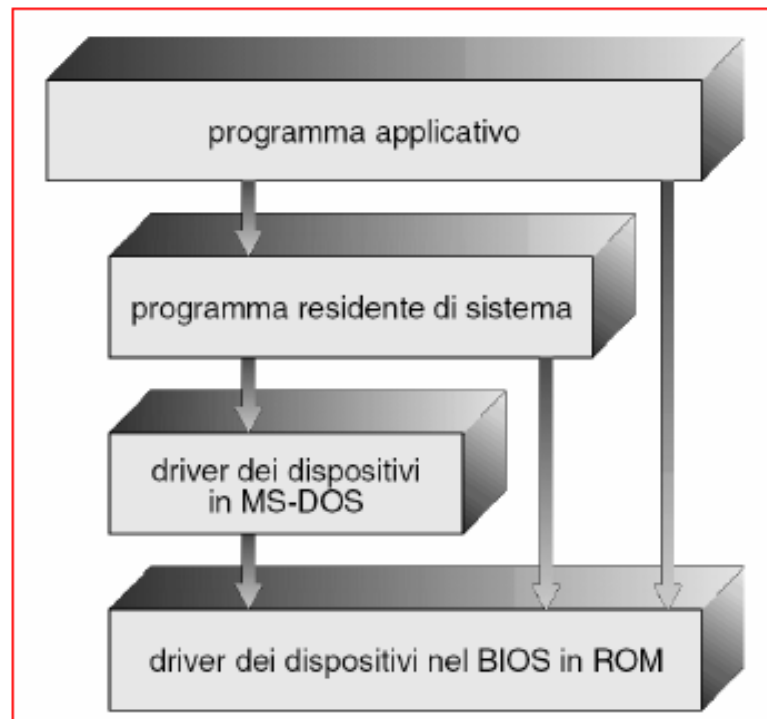 programma applicativo
programma residente di sistema
driver dei dispositivi
in MS-DOS
driver dei dispositivi nel BIOS in ROM